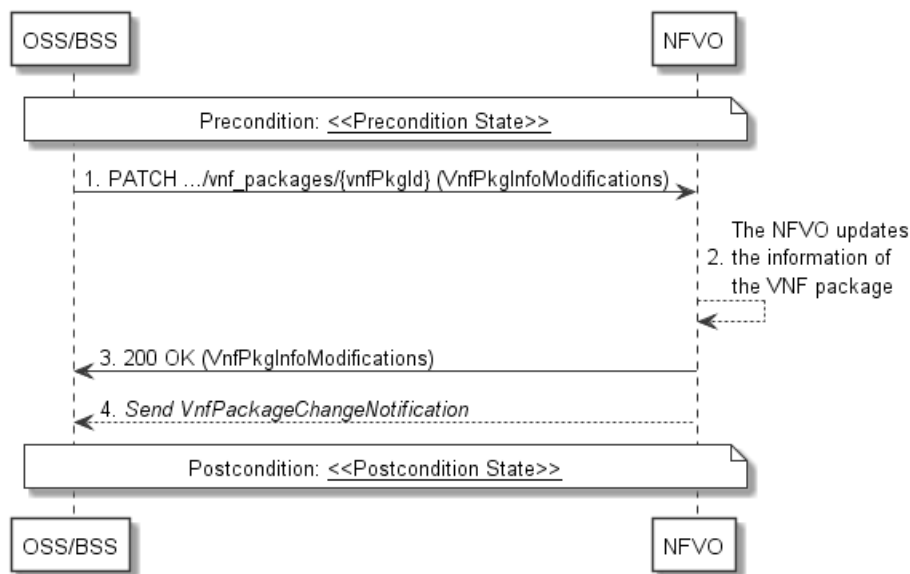 OSS/BSS
NFVO
Precondition: <<Precondition State>>
1. PATCH .../vnf_packages/{vnfPkgId} (VnfPkgInfoModifications)
The NFVO updates
2. the information of
the VNF package
3. 200 OK (VnfPkgInfoModifications)
4. Send VnfPackageChangeNotification
Postcondition: <<Postcondition State>>
OSS/BSS
NFVO